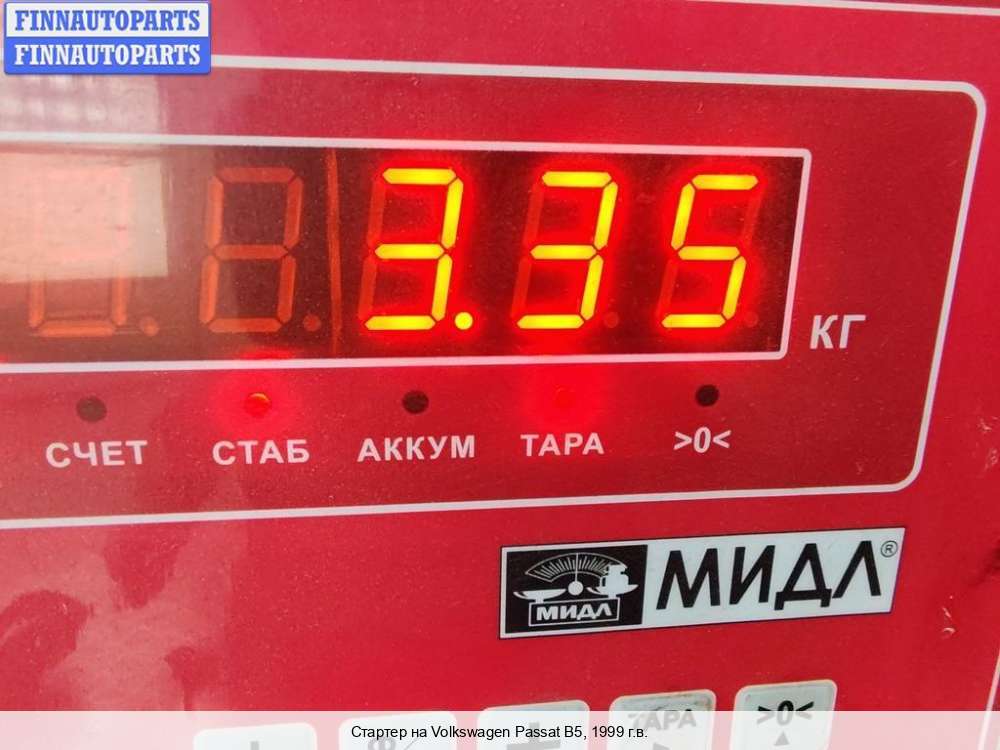 FINNAUTOPARTS
FINNAUTOPARTS
3.35
КГ
СЧЕТ СТАБ АККУМ ТАРА >0<
МИДЛ МИДЛ®
ТАРА >0<
Стартер на Volkswagen Passat B5, 1999 г.в.